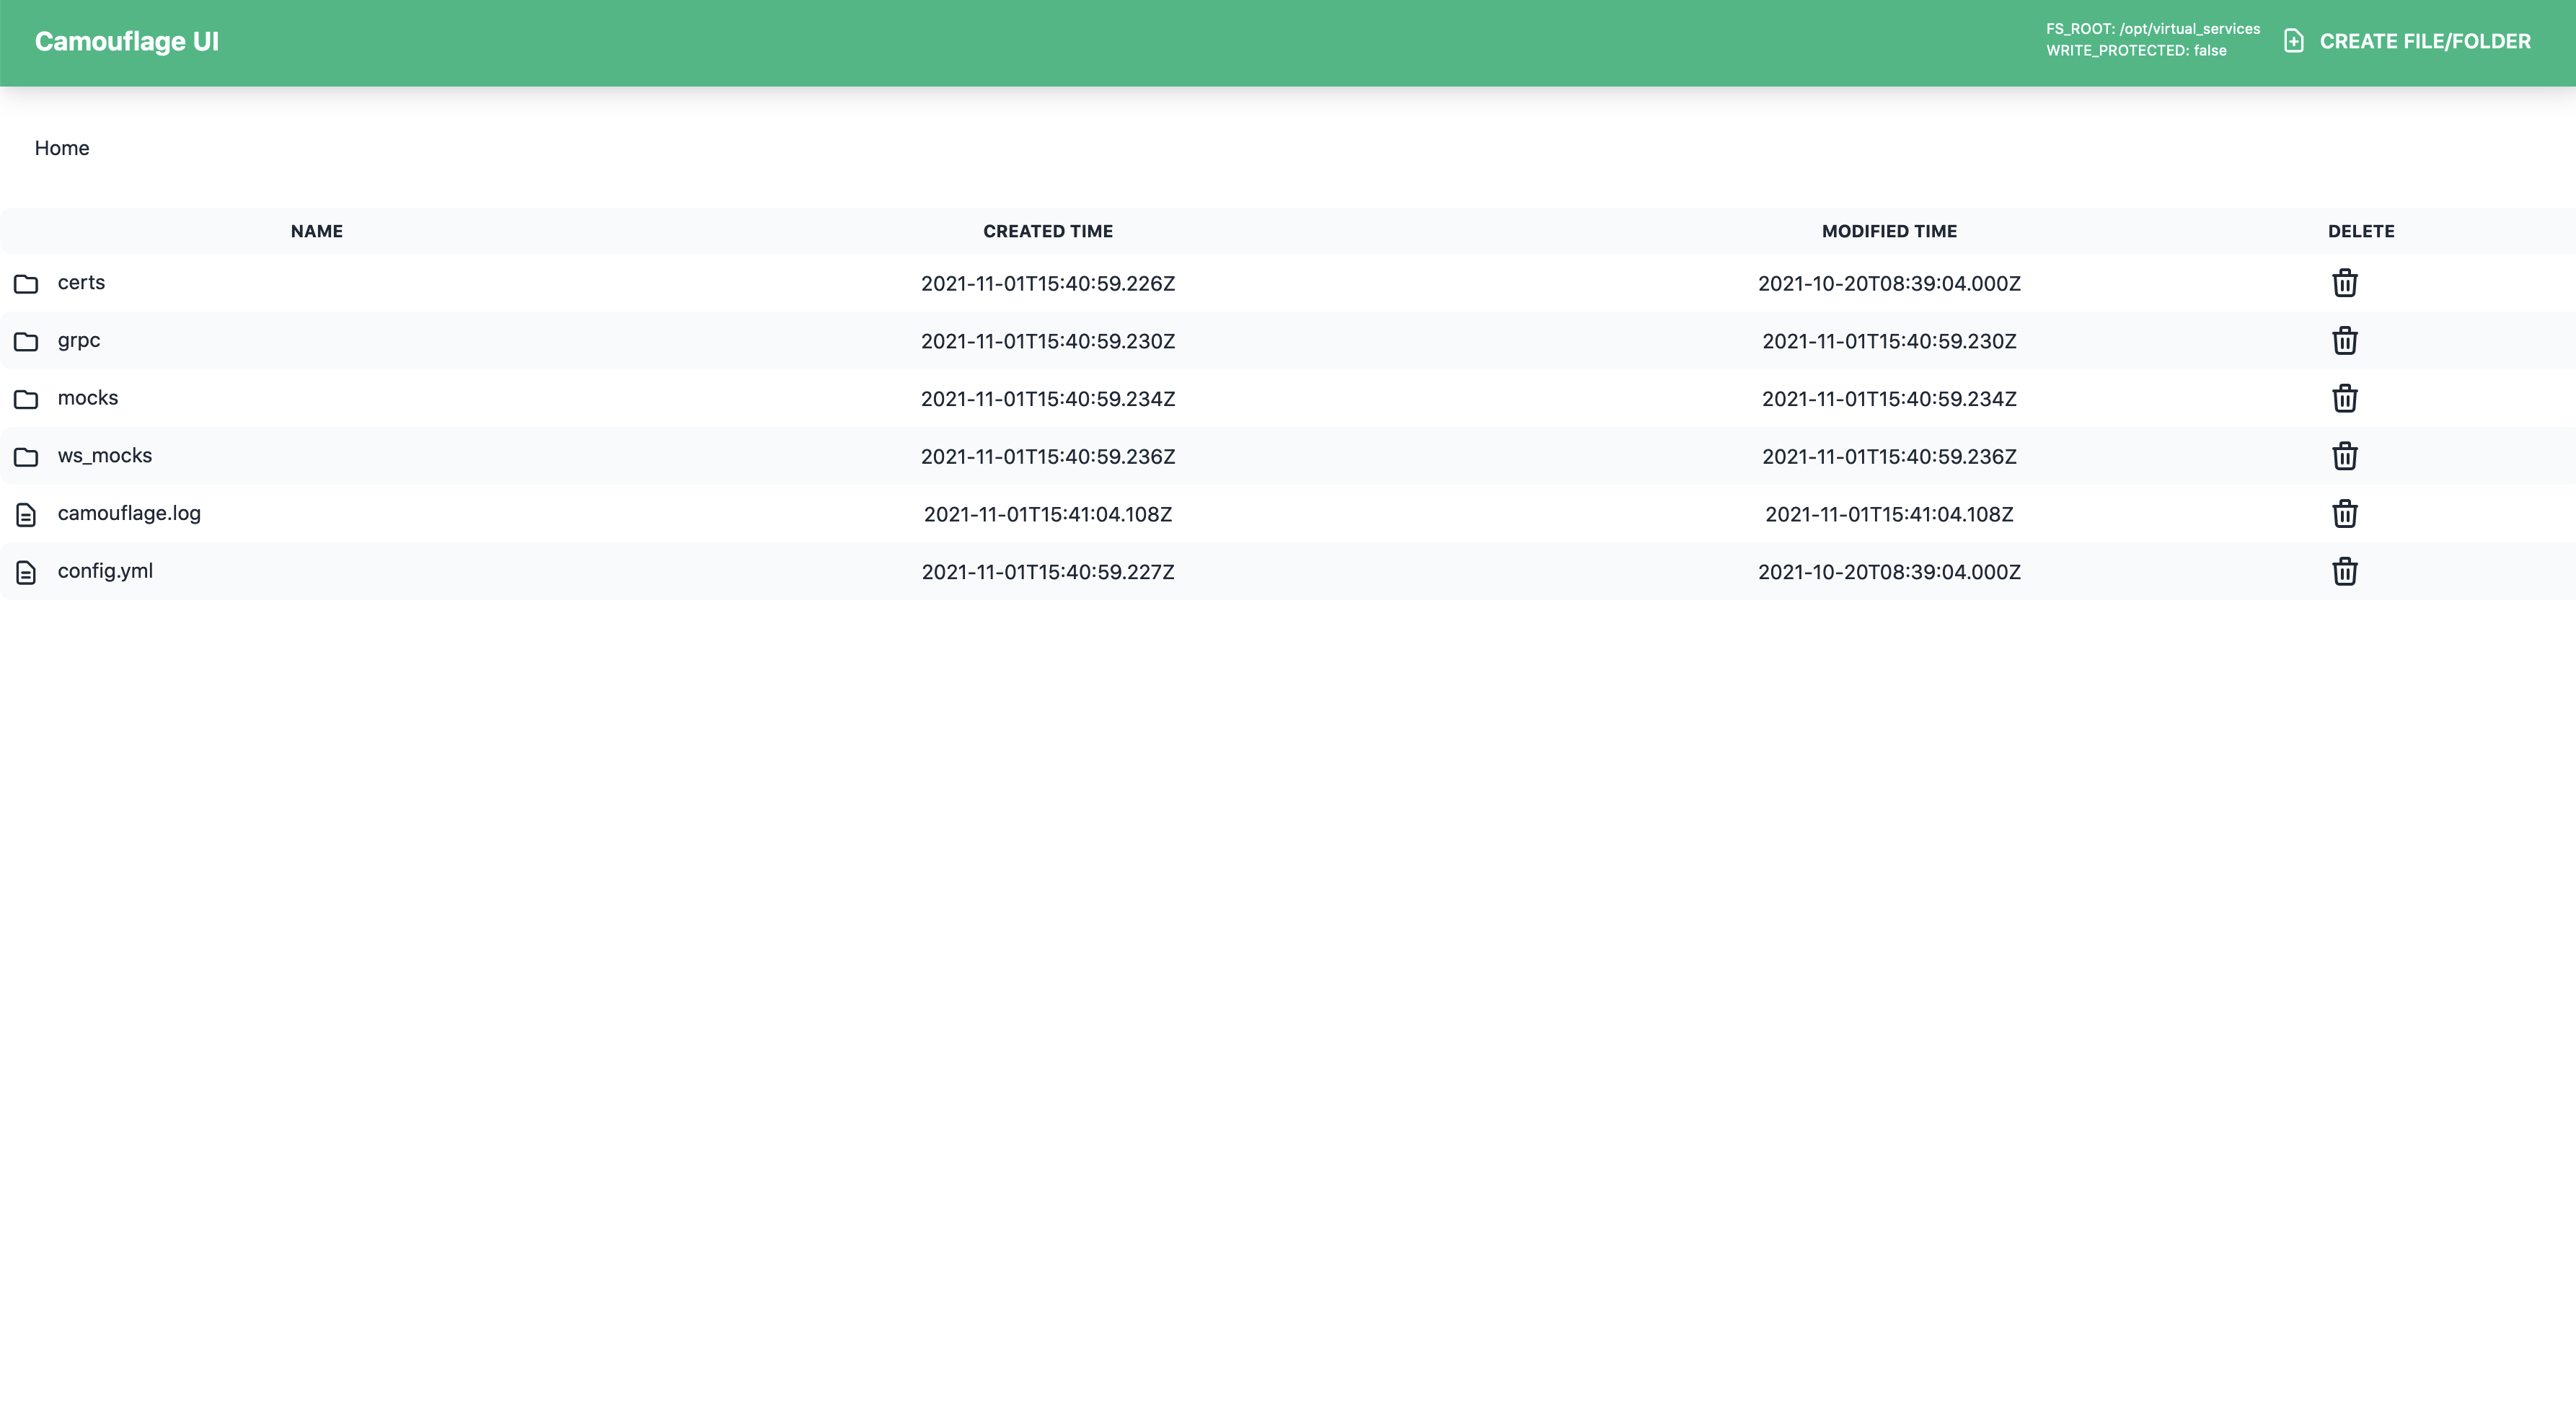 Camouflage UI
FS_ROOT: /opt/virtual_services
WRITE_PROTECTED: false
CREATE FILE/FOLDER
Home
NAME CREATED TIME MODIFIED TIME DELETE
certs 2021-11-01T15:40:59.226Z 2021-10-20T08:39:04.000Z
grpc 2021-11-01T15:40:59.230Z 2021-11-01T15:40:59.230Z
mocks 2021-11-01T15:40:59.234Z 2021-11-01T15:40:59.234Z
ws_mocks 2021-11-01T15:40:59.236Z 2021-11-01T15:40:59.236Z
camouflage.log 2021-11-01T15:41:04.108Z 2021-11-01T15:41:04.108Z
config.yml 2021-11-01T15:40:59.227Z 2021-10-20T08:39:04.000Z